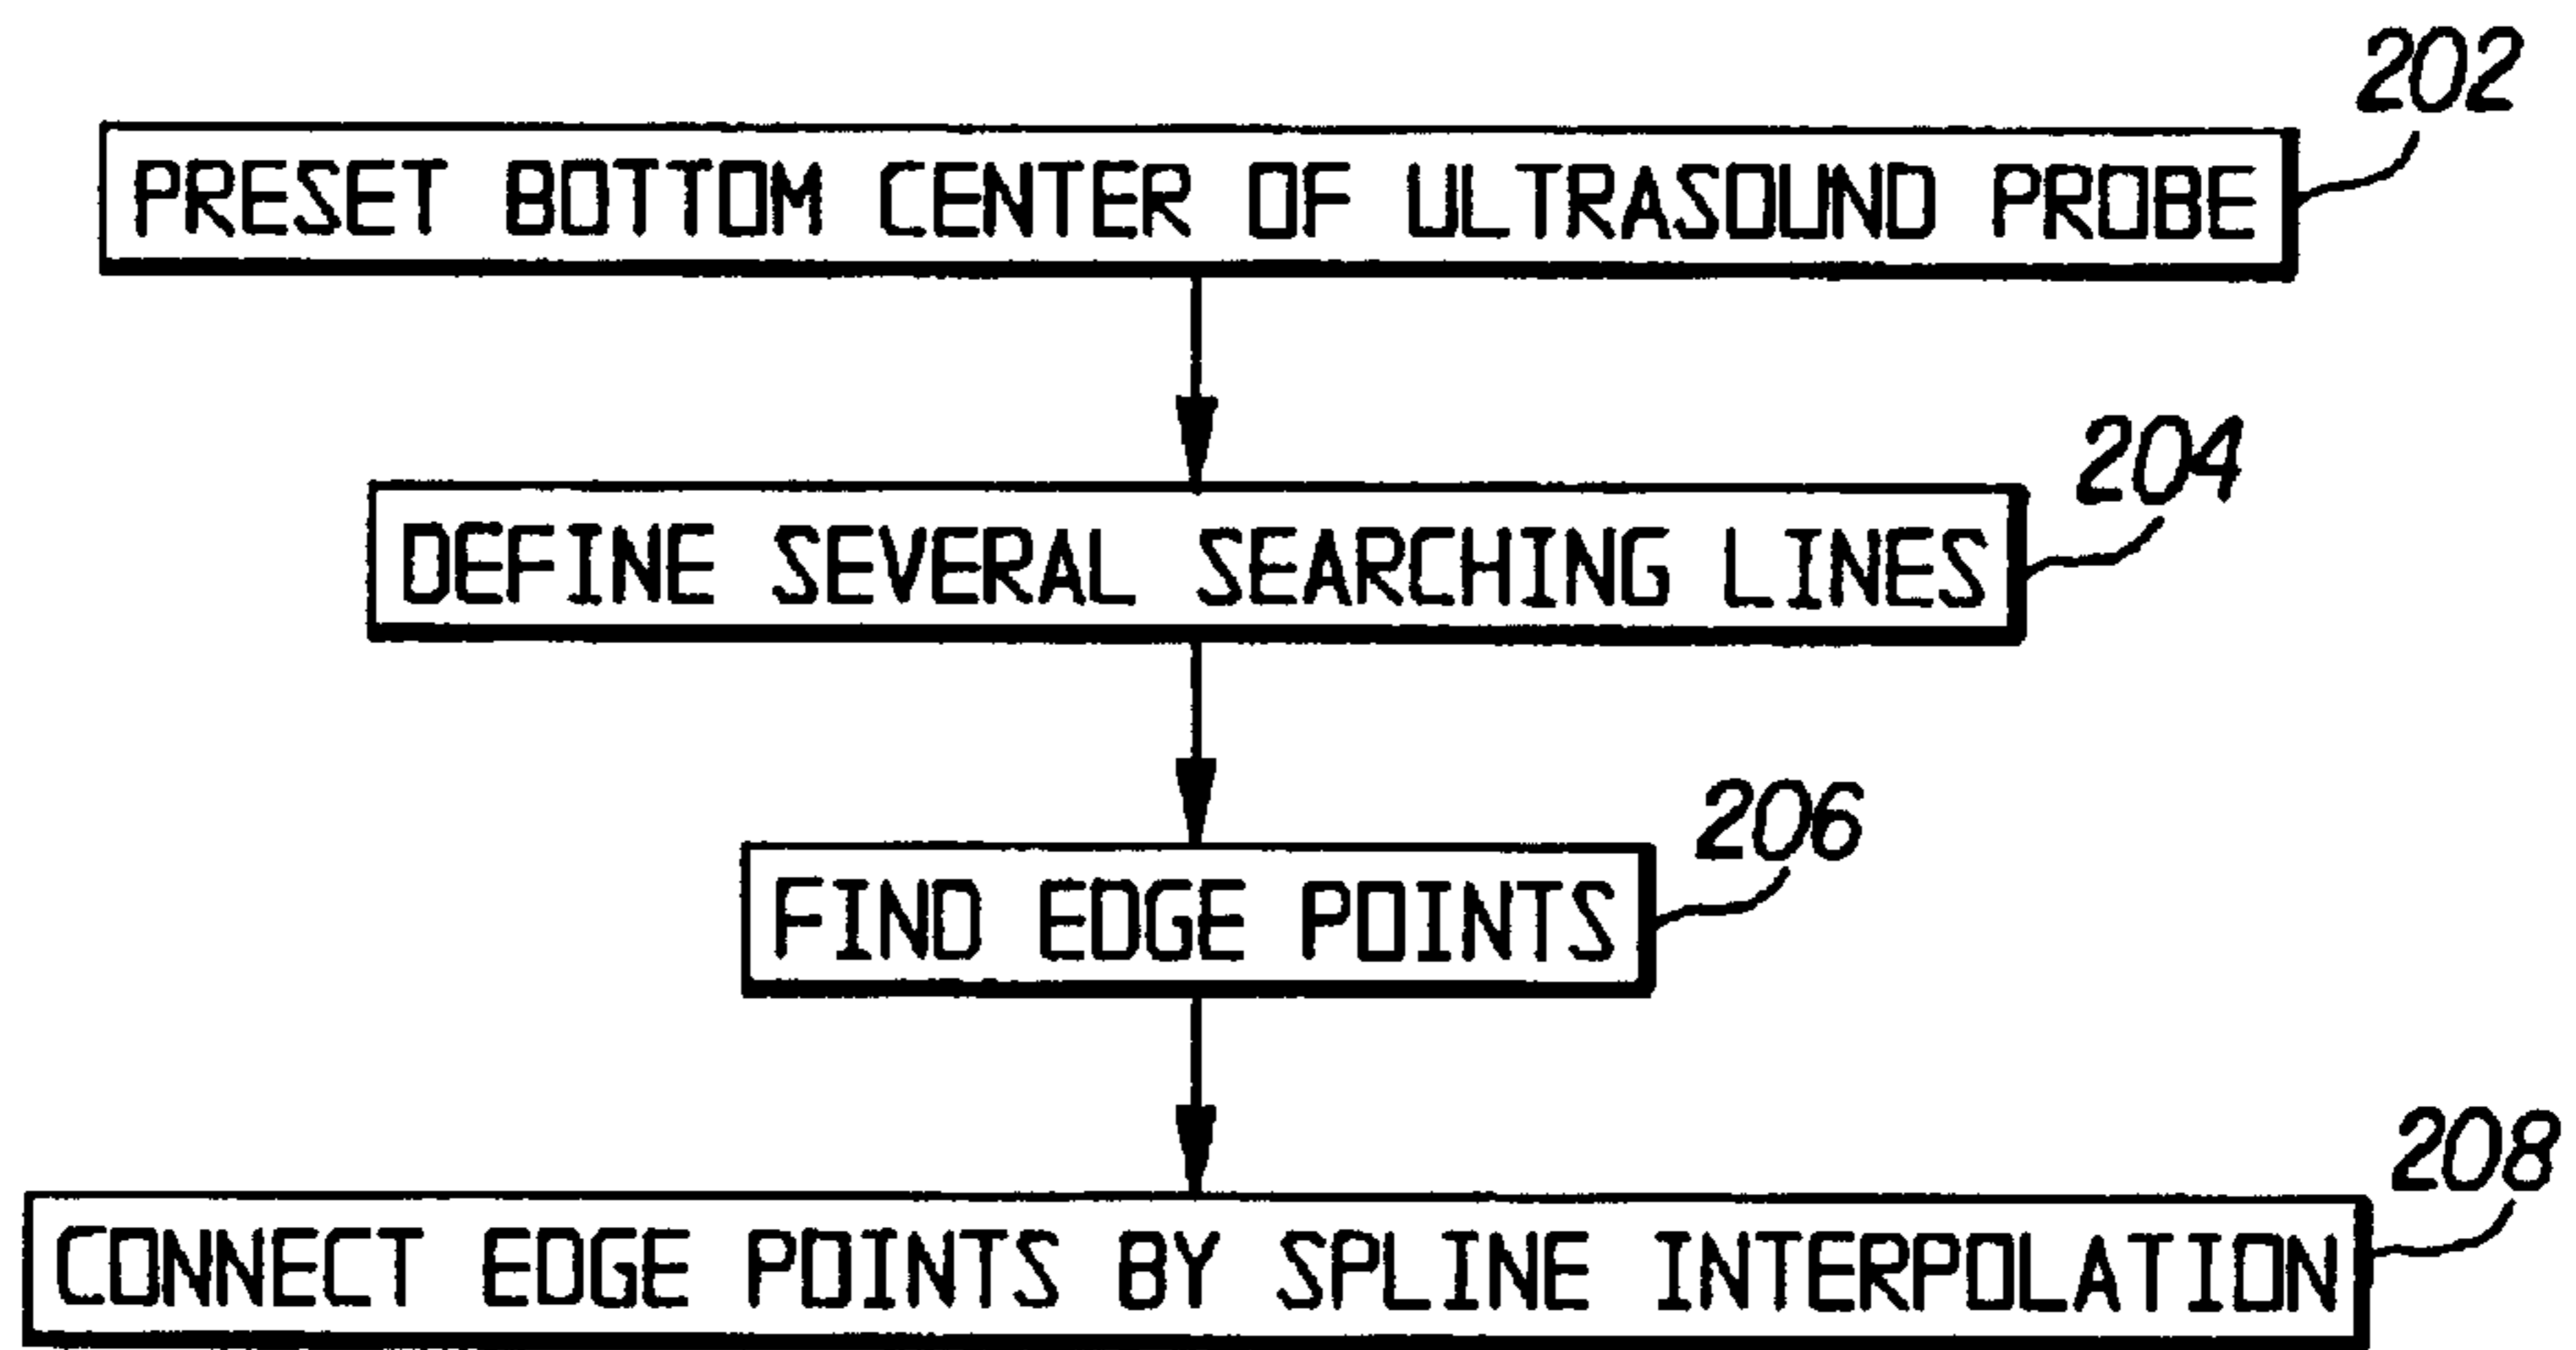 202
PRESET BOTTOM CENTER OF ULTRASOUND PROBE
204
DEFINE SEVERAL SEARCHING LINES
206
FIND EDGE POINTS
208
CONNECT EDGE POINTS BY SPLINE INTERPOLATION